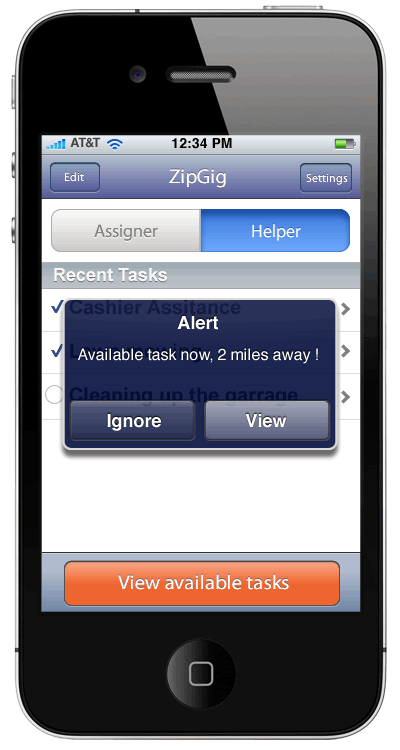 AT&T 12:34 PM
Edit ZipGig Settings
Assigner Helper
Recent Tasks
Cashier Assitance
Alert
Available task now, 2 miles away !
Cleaning up the garrage
Ignore View
View available tasks